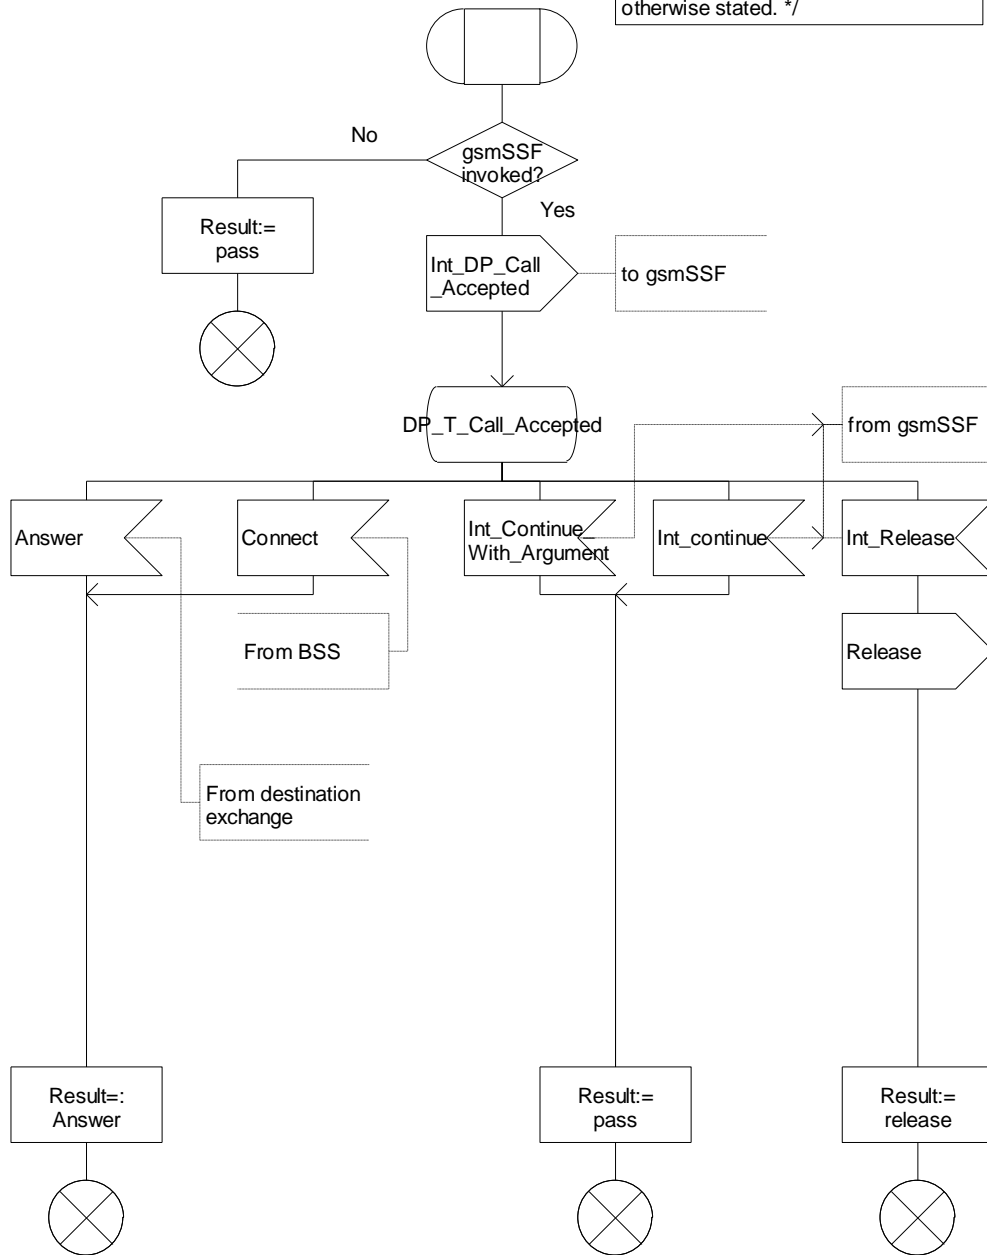 otherwise stated. */
No
gsmSSF
invoked?
Yes
Result:=
pass
Int_DP_Call
_Accepted
to gsmSSF
DP_T_Call_Accepted
from gsmSSF
Answer
Connect
Int_Continue_
With_Argument
Int_continue
Int_Release
From BSS
Release
From destination
exchange
Result=:
Answer
Result:=
pass
Result:=
release